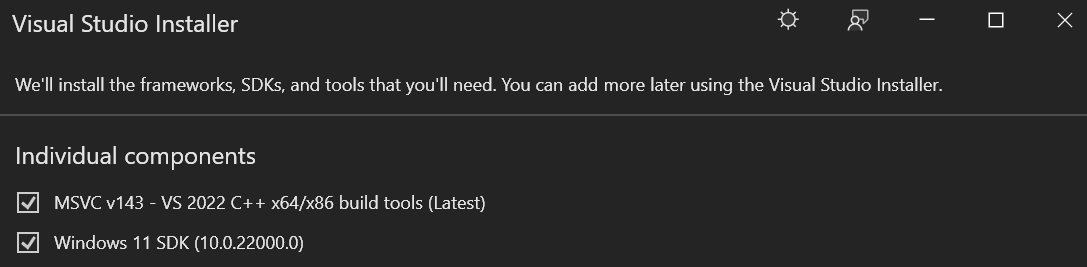 Visual Studio Installer
We'll install the frameworks, SDKs, and tools that you'll need. You can add more later using the Visual Studio Installer.
Individual components
MSVC v143 - VS 2022 C++ x64/x86 build tools (Latest)
Windows 11 SDK (10.0.22000.0)